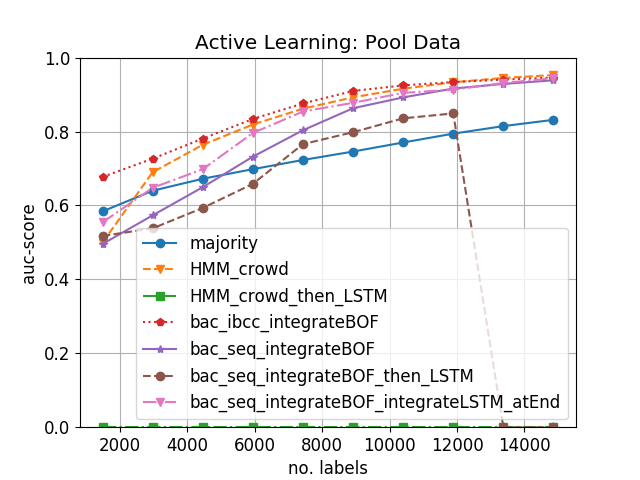 Active Learning: Pool Data
auc-score
1.0
0.8
0.6
0.4
0.2
0.0
majority
HMM_crowd
HMM_crowd_then_LSTM
bac_ibcc_integrateBOF
bac_seq_integrateBOF
bac_seq_integrateBOF_then_LSTM
bac_seq_integrateBOF_integrateLSTM_atEnd
2000 4000 6000 8000 10000 12000 14000
no. labels